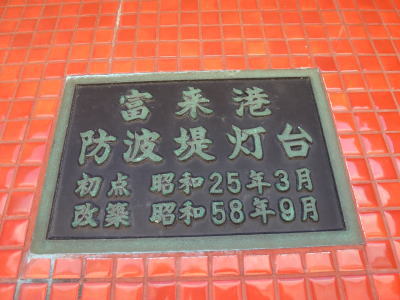 富来港
防波堤灯台
初点 昭和25年3月
改築 昭和58年9月